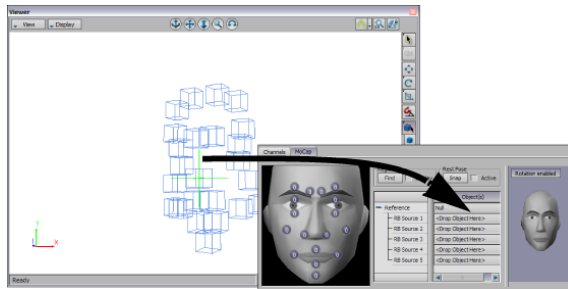 Viewer
View
Display
Channels
MoCap
Rest Pose
Find
Snap
Active
Object(s)
Reference
null
RB Source 1
<Drop Object Here>
RB Source 2
<Drop Object Here>
RB Source 3
<Drop Object Here>
RB Source 4
<Drop Object Here>
RB Source 5
<Drop Object Here>
Rotation enabled
Y
X
Ready